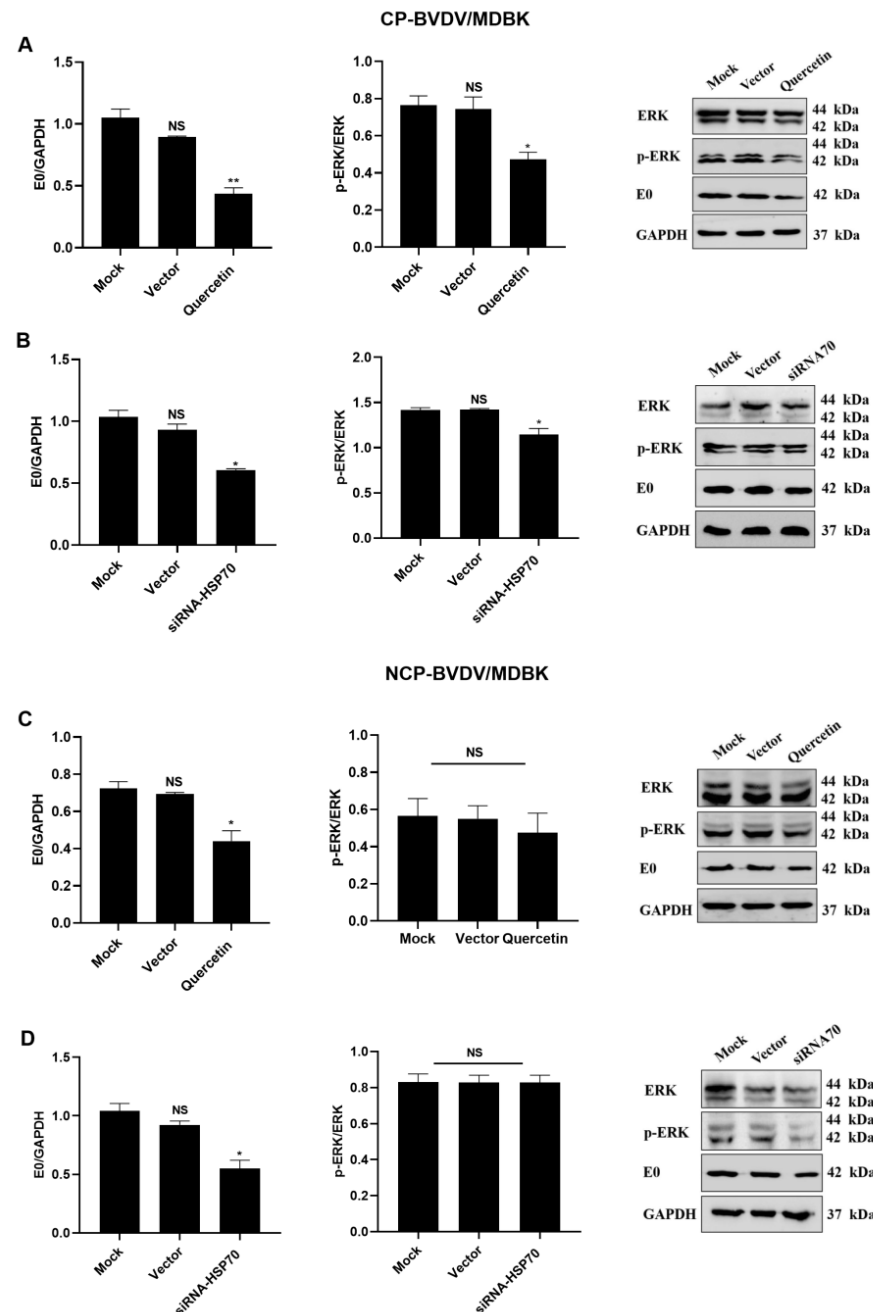 CP-BVDV/MDBK
A
E0/GAPDH
1.5
1.0
0.5
0.0
NS
**
Mock
Vector
Quercetin
p-ERK/ERK
1.0
0.8
0.6
0.4
0.2
0.0
NS
*
Mock
Vector
Quercetin
Mock
Vector
Quercetin
ERK
44 kDa
42 kDa
p-ERK
44 kDa
42 kDa
E0
42 kDa
GAPDH
37 kDa
B
E0/GAPDH
1.5
1.0
0.5
0.0
NS
*
Mock
Vector
siRNA-HSP70
p-ERK/ERK
2.0
1.5
1.0
0.5
0.0
NS
*
Mock
Vector
siRNA-HSP70
Mock
Vector
siRNA70
ERK
44 kDa
42 kDa
p-ERK
44 kDa
42 kDa
E0
42 kDa
GAPDH
37 kDa
NCP-BVDV/MDBK
C
E0/GAPDH
1.0
0.8
0.6
0.4
0.2
0.0
NS
*
Mock
Vector
Quercetin
p-ERK/ERK
1.0
0.8
0.6
0.4
0.2
0.0
NS
Mock Vector Quercetin
Mock
Vector
Quercetin
ERK
44 kDa
42 kDa
p-ERK
44 kDa
42 kDa
E0
42 kDa
GAPDH
37 kDa
D
E0/GAPDH
1.5
1.0
0.5
0.0
NS
*
Mock
Vector
siRNA-HSP70
p-ERK/ERK
1.0
0.8
0.6
0.4
0.2
0.0
NS
Mock
Vector
siRNA-HSP70
Mock
Vector
siRNA70
ERK
44 kDa
42 kDa
p-ERK
44 kDa
42 kDa
E0
42 kDa
GAPDH
37 kDa